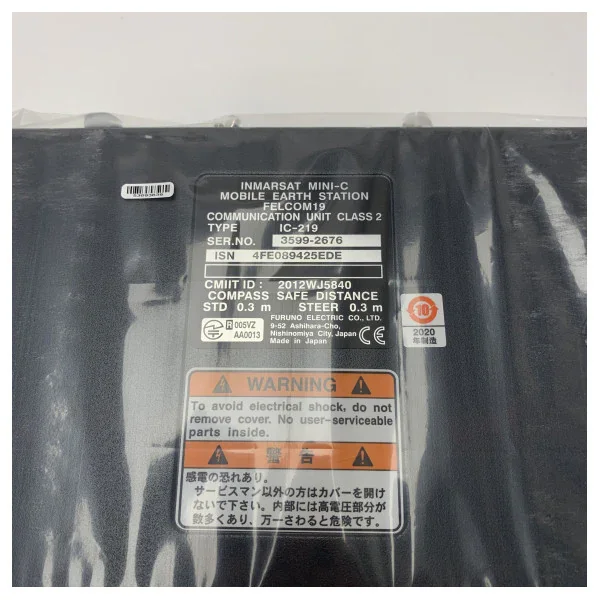 INMARSAT MINI-C
MOBILE EARTH STATION
FELCOM19
COMMUNICATION UNIT CLASS 2
TYPE IC-219
SER.NO. 3599-2676
ISN 4FE089425EDE
CMIIT ID : 2012WJ5840
COMPASS SAFE DISTANCE
STD 0.3 m STEER 0.3 m
FURUNO ELECTRIC CO., LTD.
9-52 Ashihara-Cho,
Nishinomiya City, Japan
Made in Japan
R 005VZ
AA0013
CE
10
2020
年制造
WARNING
To avoid electrical shock, do not
remove cover. No user-serviceable
parts inside.
警告
感電の恐れあり。
サービスマン以外の方はカバーを開け
ないで下さい。内部には高電圧部分が
数多くあり、万一さわると危険です。